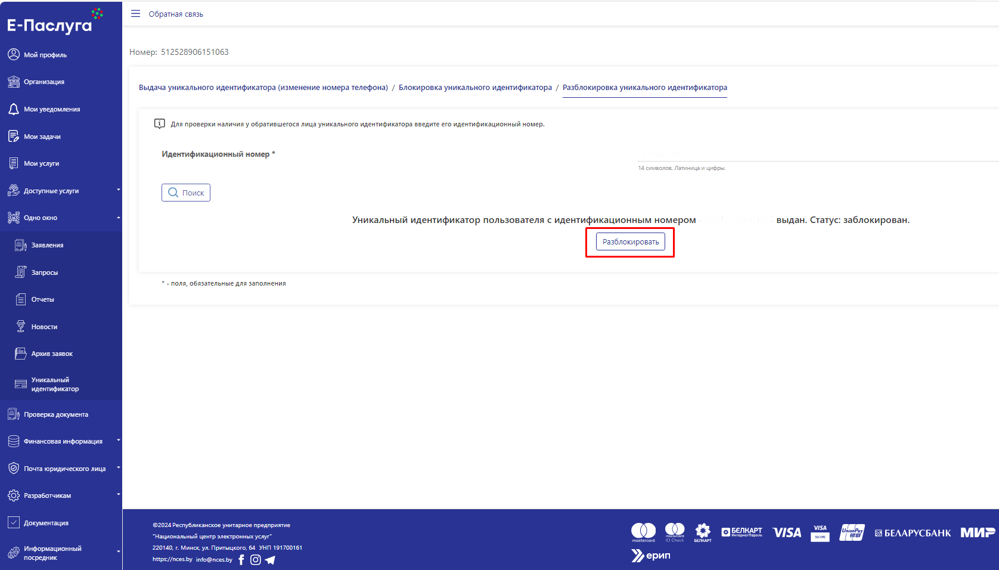 Е-Паслуга
Обратная связь
Мой профиль
Организация
Мои уведомления
Мои задачи
Мои услуги
Доступные услуги
Одно окно
Заявления
Запросы
Отчеты
Новости
Архив заявок
Уникальный
идентификатор
Проверка документа
Финансовая информация
Почта юридического лица
Разработчикам
Документация
Информационный
посредник
Номер: 512528906151063
Выдача уникального идентификатора (изменение номера телефона) / Блокировка уникального идентификатора / Разблокировка уникального идентификатора
Для проверки наличия у обратившегося лица уникального идентификатора введите его идентификационный номер.
Идентификационный номер *
14 символов. Латиница и цифры.
Поиск
Уникальный идентификатор пользователя с идентификационным номером выдан. Статус: заблокирован.
Разблокировать
* - поля, обязательные для заполнения
©2024 Республиканское унитарное предприятие
"Национальный центр электронных услуг"
220140, г. Минск, ул. Притыцкого, 64 УНП 191700161
https://nces.by info@nces.by
mastercard. mastercard ID Check БЕЛКАРТ БЕЛКАРТ ИнтернетПароль VISA VISA SECURE UnionPay 银联 БЕЛАРУСБАНК МИР
ерип